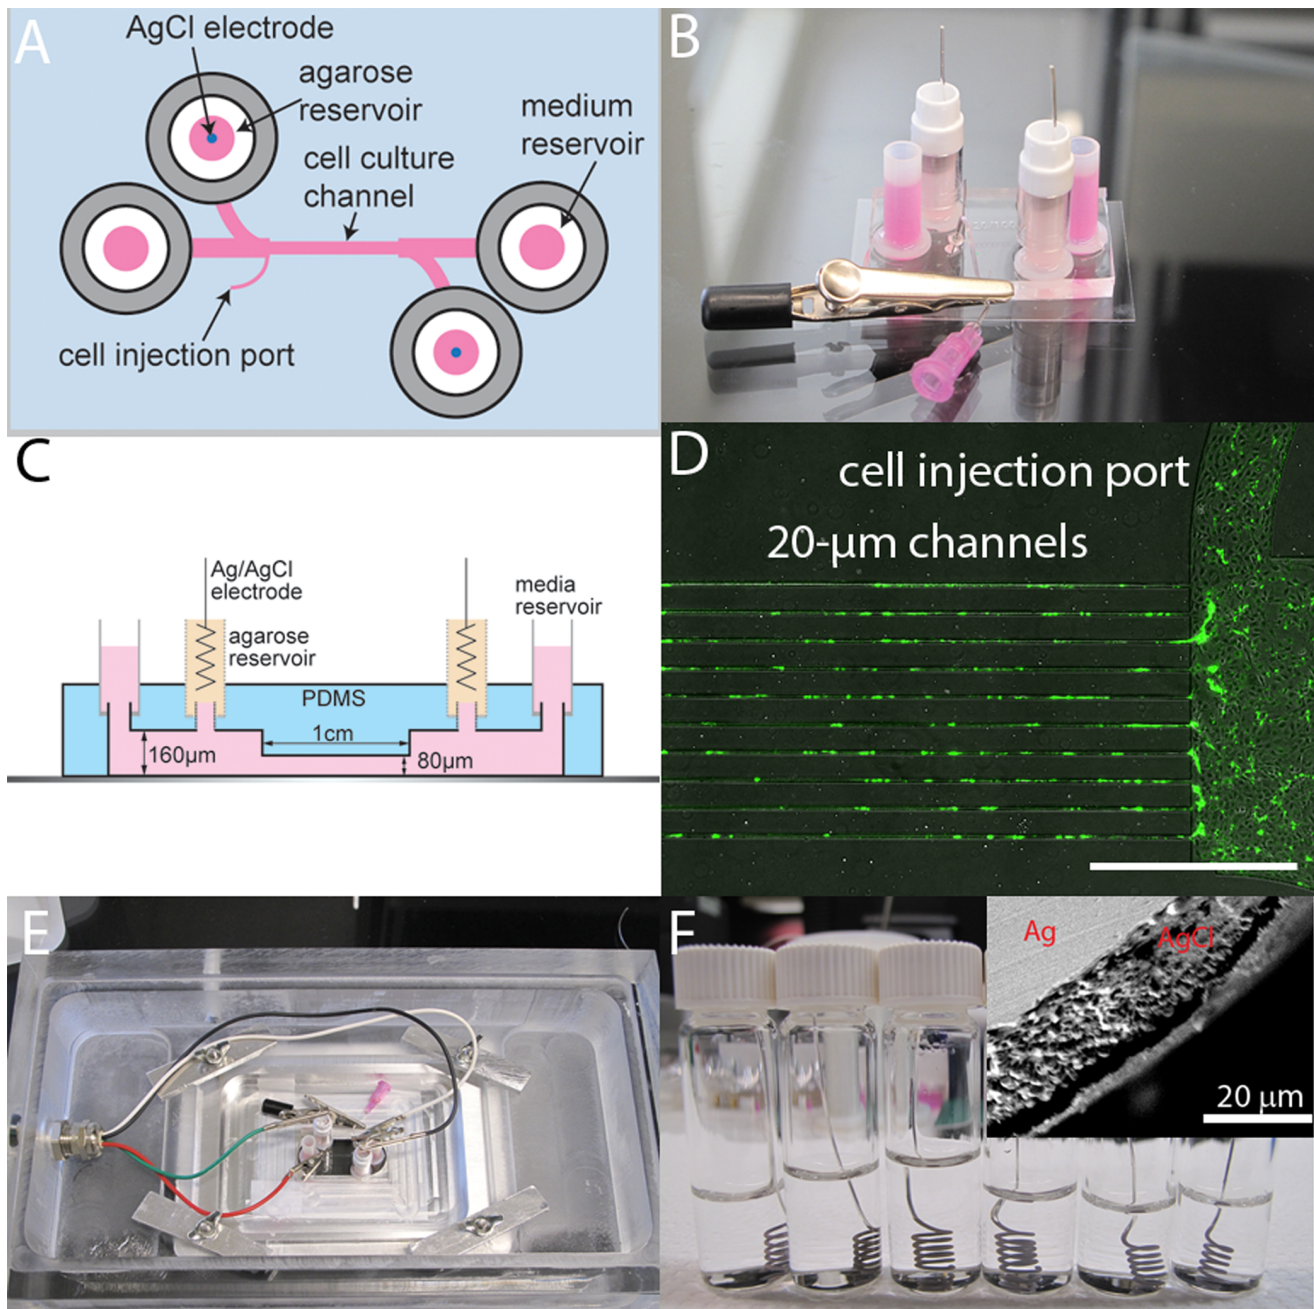 A
AgCl electrode
agarose
reservoir
medium
reservoir
cell culture
channel
cell injection port
B
C
Ag/AgCl
electrode
media
reservoir
agarose
reservoir
PDMS
1cm
160µm
80µm
D
cell injection port
20-µm channels
E
F
Ag
AgCl
20 µm